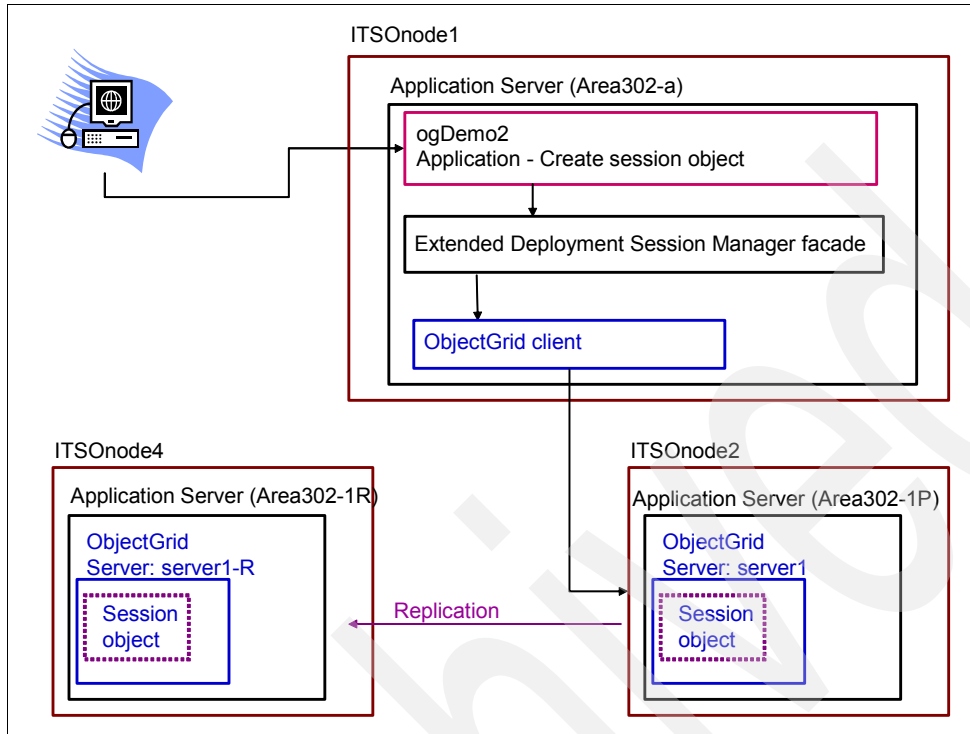 ITSOnode1
Application Server (Area302-a)
ogDemo2
Application - Create session object
Extended Deployment Session Manager facade
ObjectGrid client
ITSOnode4
Application Server (Area302-1R)
ObjectGrid
Server: server1-R
Session
object
Replication
ITSOnode2
Application Server (Area302-1P)
ObjectGrid
Server: server1
Session
object